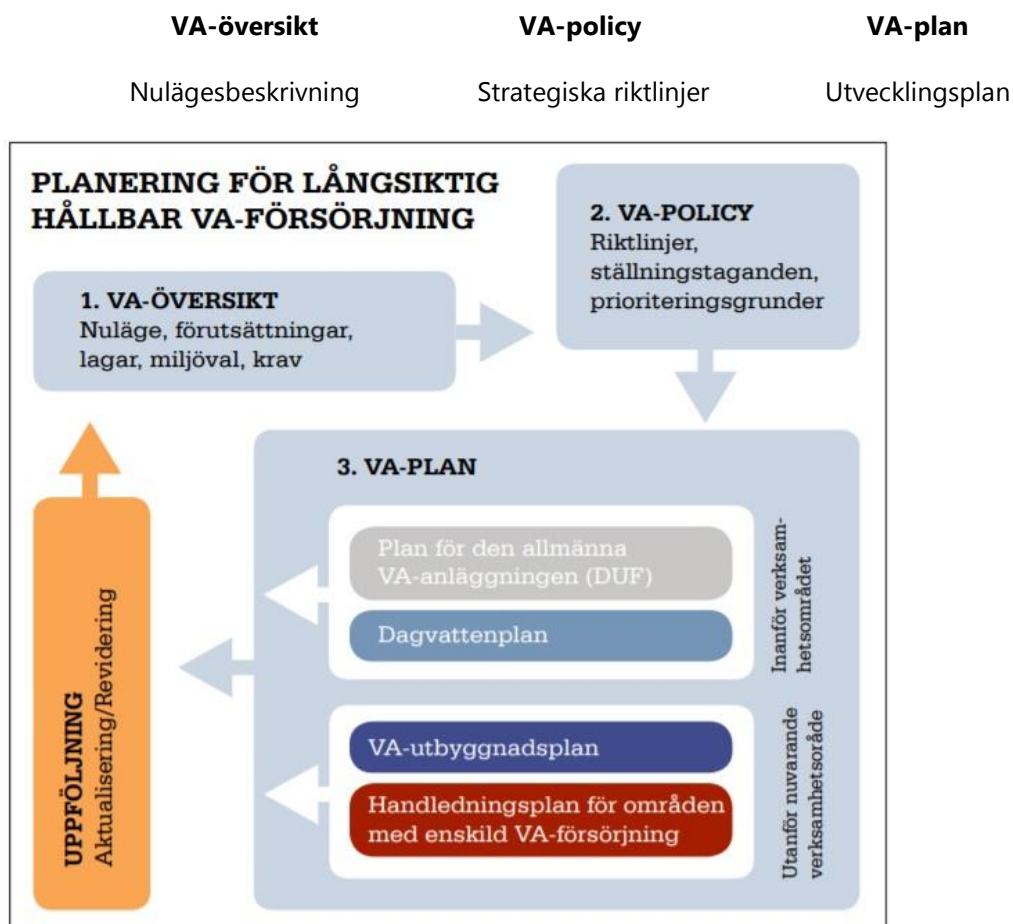 VA-översikt VA-policy VA-plan
Nulägesbeskrivning Strategiska riktlinjer Utvecklingsplan
PLANERING FÖR LÅNGSIKTIG
HÅLLBAR VA-FÖRSÖRJNING
1. VA-ÖVERSIKT
Nuläge, förutsättningar,
lagar, miljöval, krav
2. VA-POLICY
Riktlinjer,
ställningstaganden,
prioriteringsgrunder
3. VA-PLAN
Plan för den allmänna
VA-anläggningen (DUF)
Dagvattenplan
Inanför verksam-
hetsområdet
VA-utbyggnadsplan
Handledningsplan för områden
med enskild VA-försörjning
Utanför nuvarande
verksamhetsoråde
UPPFÖLJNING
Aktualisering/Revidering